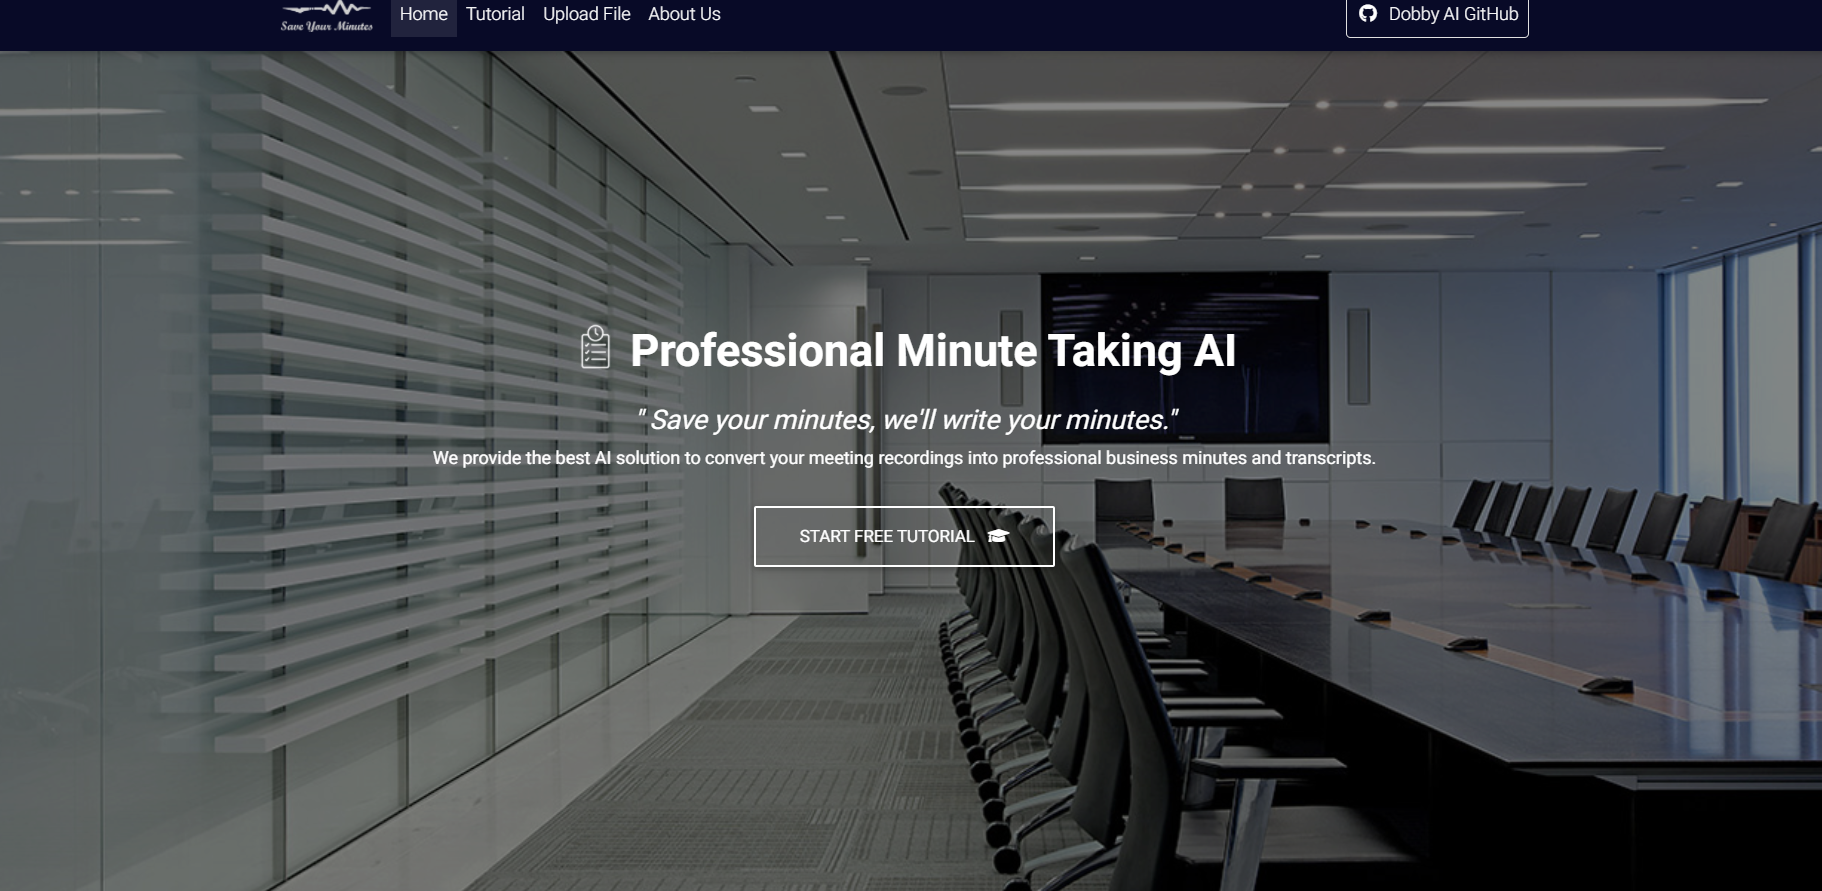 Save Your Minutes
Home Tutorial Upload File About Us
Dobby AI GitHub
Professional Minute Taking AI
" Save your minutes, we'll write your minutes."
We provide the best AI solution to convert your meeting recordings into professional business minutes and transcripts.
START FREE TUTORIAL